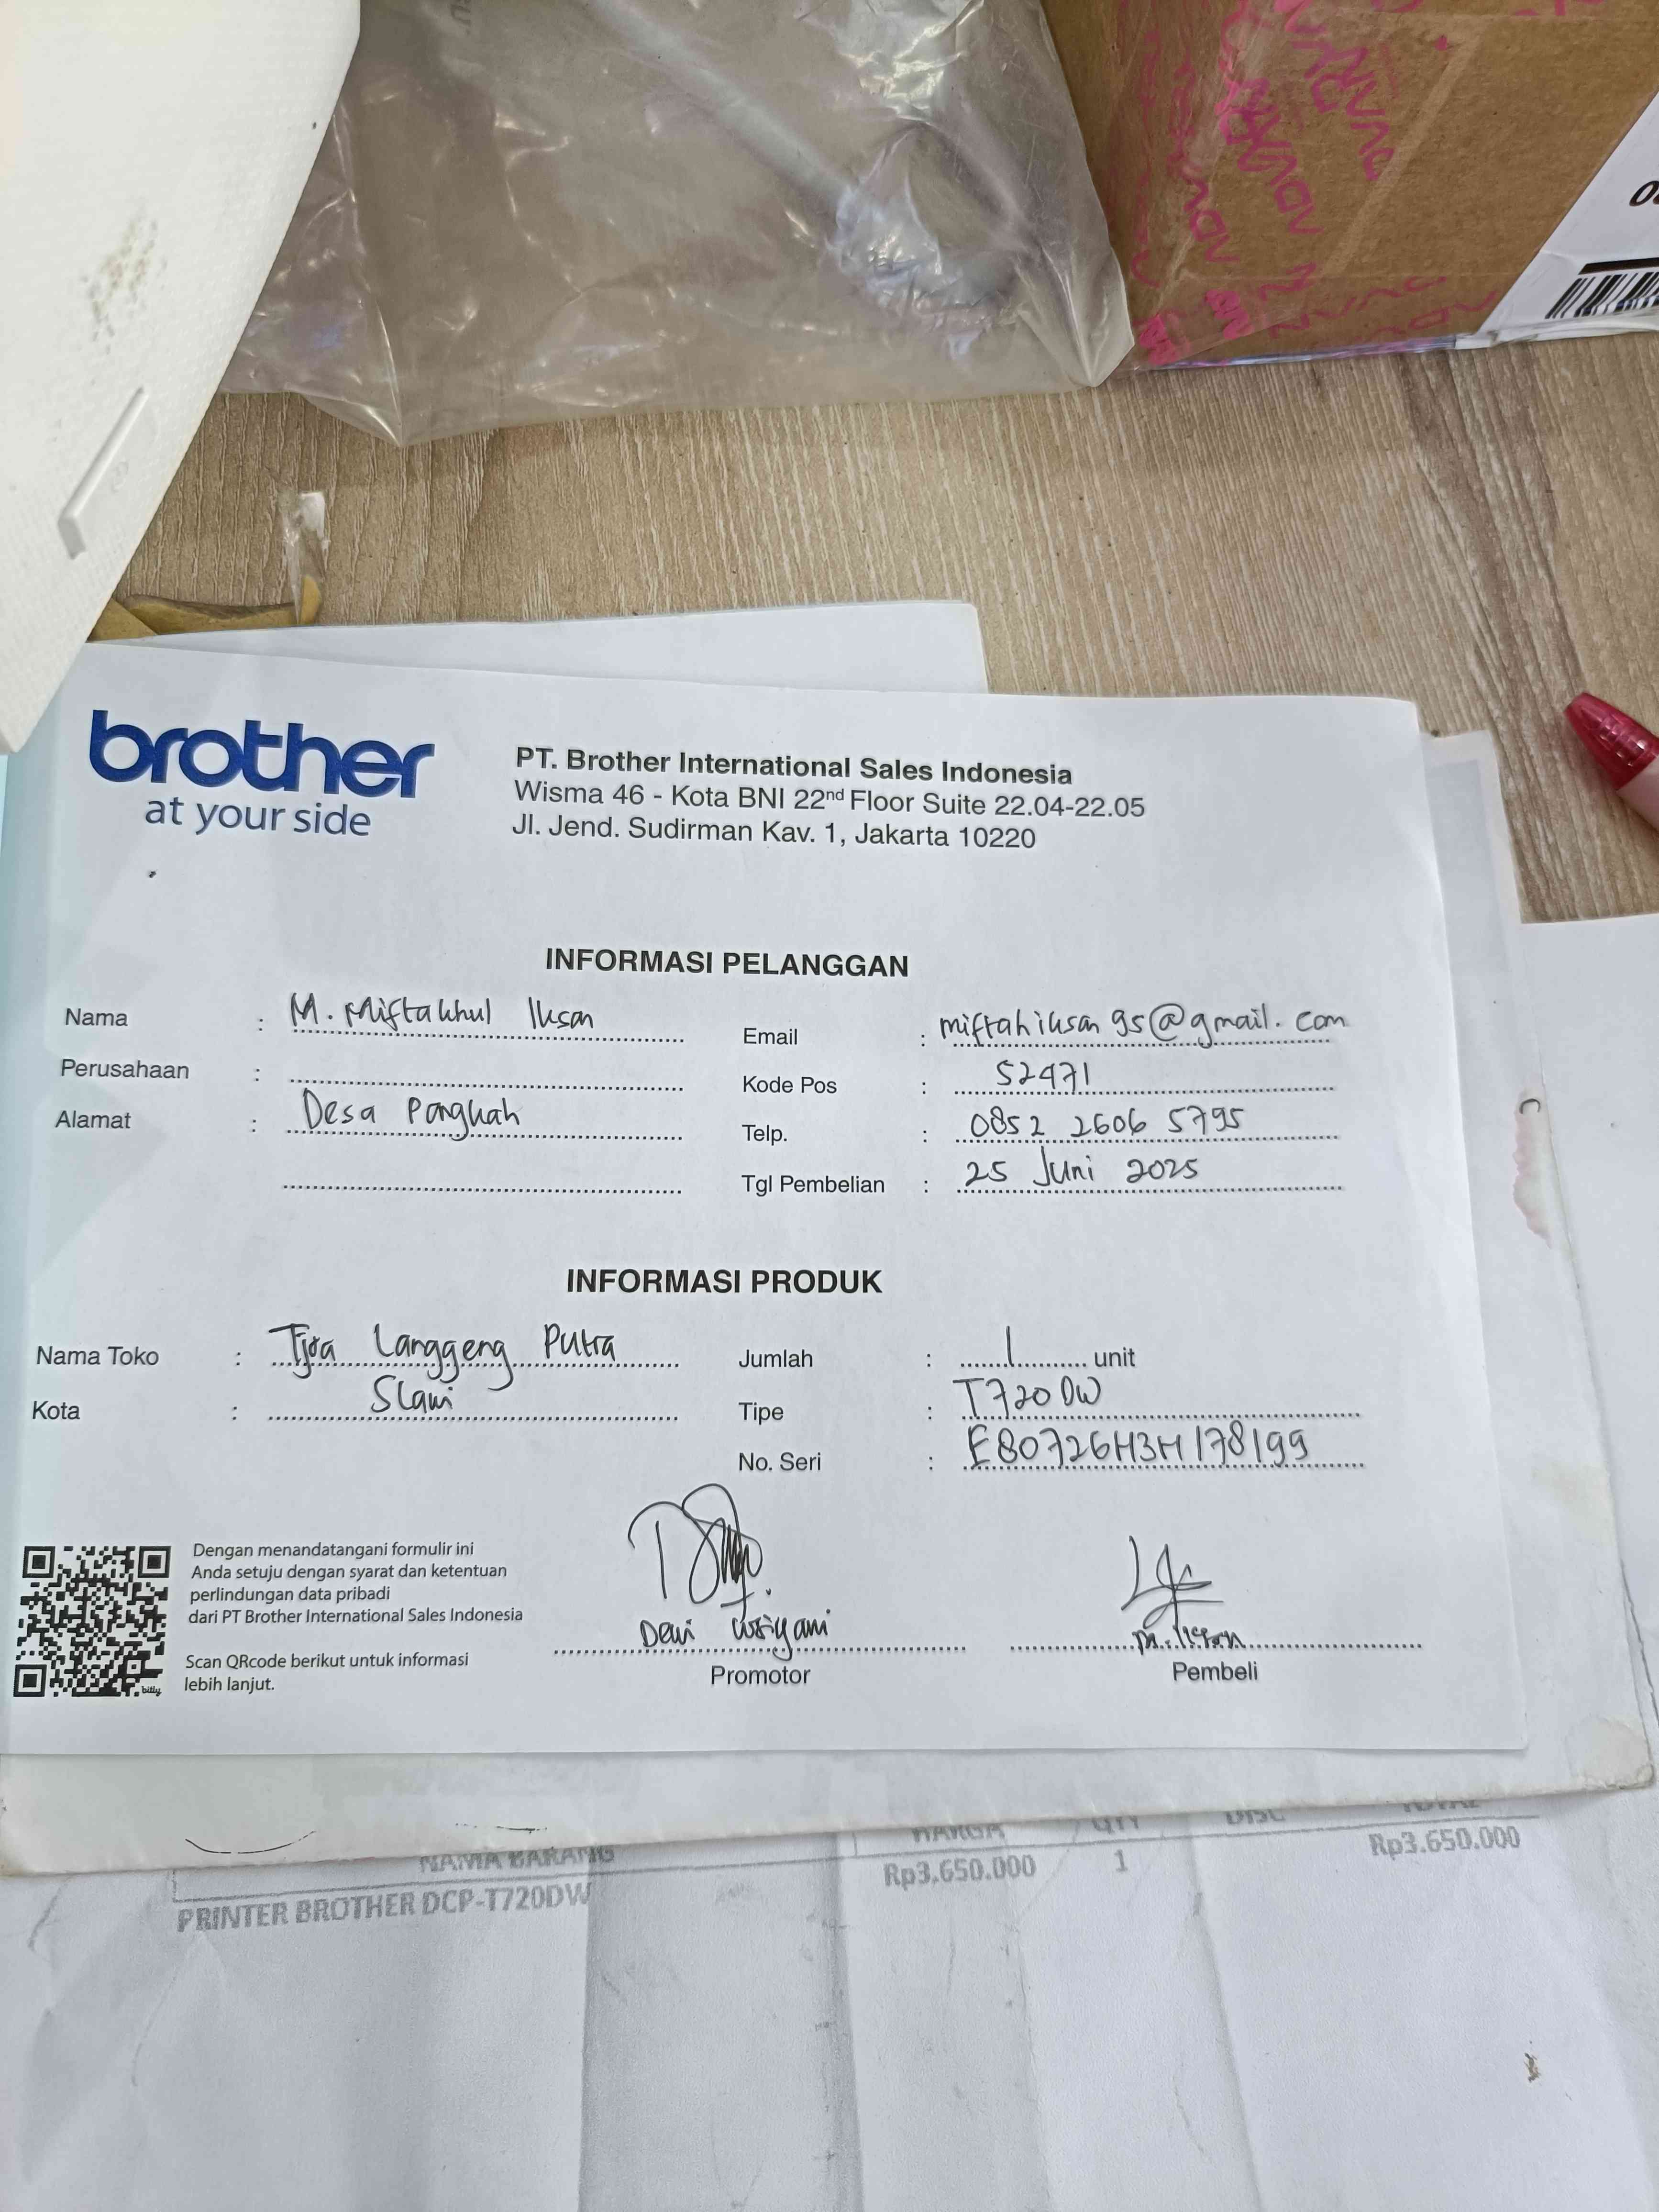 brother
at your side
PT. Brother International Sales Indonesia
Wisma 46 - Kota BNI 22nd Floor Suite 22.04-22.05
Jl. Jend. Sudirman Kav. 1, Jakarta 10220
INFORMASI PELANGGAN
Nama : M. Miftakhul Iksan
Perusahaan :
Alamat : Desa Pangkah
Email : miftahiksan95@gmail.com
Kode Pos : 52471
Telp. : 0852 2606 5795
Tgl Pembelian : 25 Juni 2025
INFORMASI PRODUK
Nama Toko : Tjoa Langgeng Putra
Kota : Slawi
Jumlah : 1 unit
Tipe : T720DW
No. Seri : E80726H3H178199
Dengan menandatangani formulir ini
Anda setuju dengan syarat dan ketentuan
perlindungan data pribadi
dari PT Brother International Sales Indonesia
Scan QRcode berikut untuk informasi
lebih lanjut.
bitly
Dewi
Promotor
M. Iksan
Pembeli
NAMA BARANG HARGA QTY DISC TOTAL
PRINTER BROTHER DCP-T720DW Rp3.650.000 1 Rp3.650.000